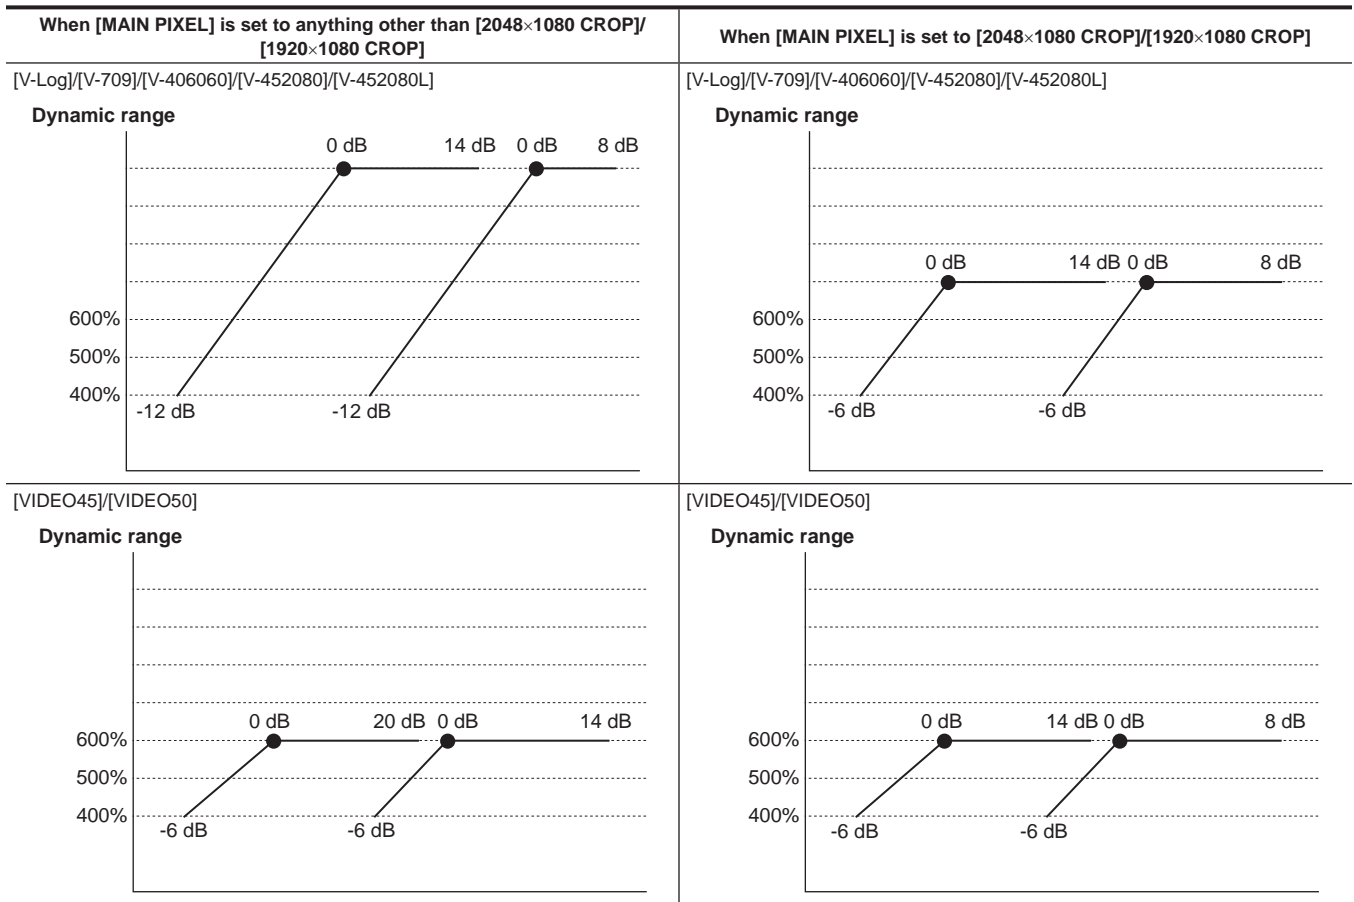 When [MAIN PIXEL] is set to anything other than [2048×1080 CROP]/
[1920×1080 CROP]
When [MAIN PIXEL] is set to [2048×1080 CROP]/[1920×1080 CROP]
[V-Log]/[V-709]/[V-406060]/[V-452080]/[V-452080L]
Dynamic range
0 dB 14 dB 0 dB 8 dB
600%
500%
400%
-12 dB -12 dB
[V-Log]/[V-709]/[V-406060]/[V-452080]/[V-452080L]
Dynamic range
0 dB 14 dB 0 dB 8 dB
600%
500%
400%
-6 dB -6 dB
[VIDEO45]/[VIDEO50]
Dynamic range
0 dB 20 dB 0 dB 14 dB
600%
500%
400%
-6 dB -6 dB
[VIDEO45]/[VIDEO50]
Dynamic range
0 dB 14 dB 0 dB 8 dB
600%
500%
400%
-6 dB -6 dB